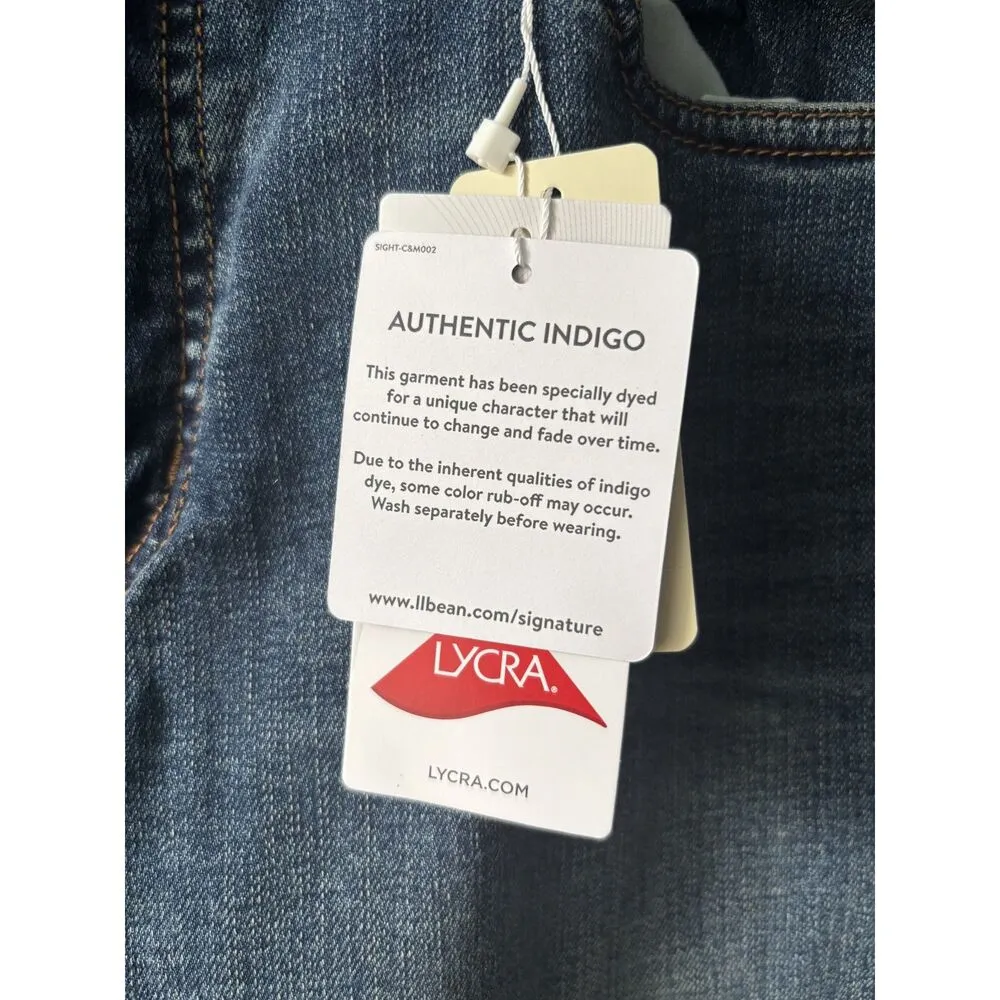 SIGHT-C&M002
AUTHENTIC INDIGO
This garment has been specially dyed
for a unique character that will
continue to change and fade over time.
Due to the inherent qualities of indigo
dye, some color rub-off may occur.
Wash separately before wearing.
www.llbean.com/signature
LYCRA®
LYCRA.COM